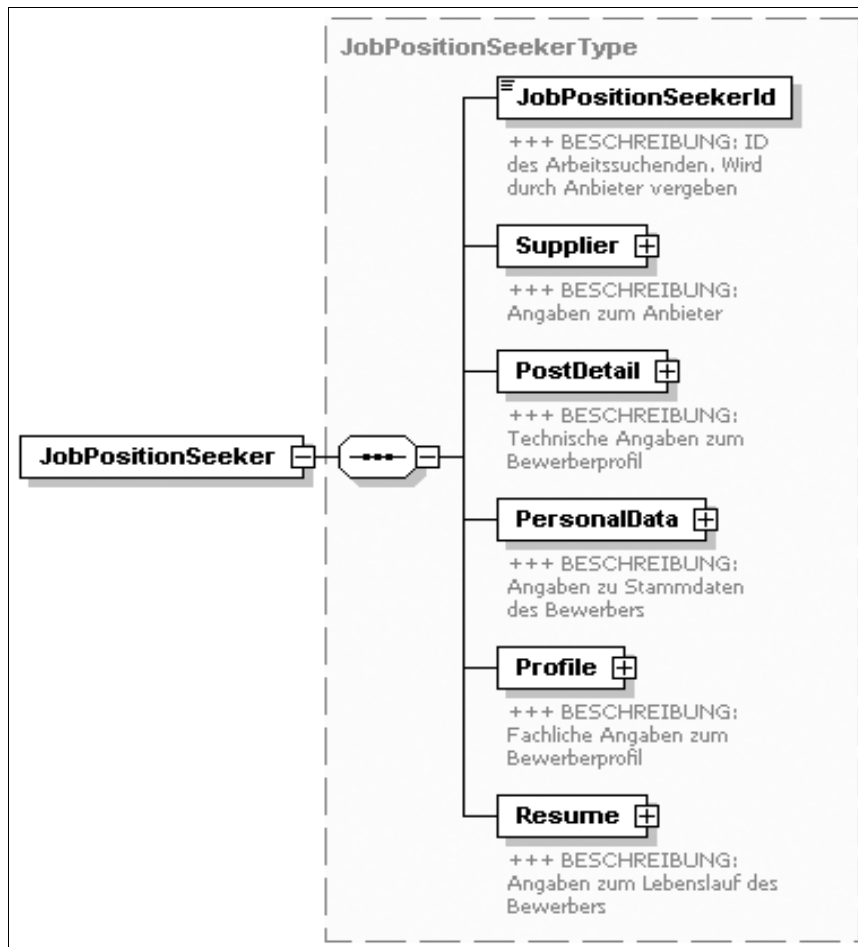 JobPositionSeekerType
JobPositionSeekerId
+++ BESCHREIBUNG: ID
des Arbeitssuchenden. Wird
durch Anbieter vergeben
Supplier
+++ BESCHREIBUNG:
Angaben zum Anbieter
PostDetail
+++ BESCHREIBUNG:
Technische Angaben zum
Bewerberprofil
JobPositionSeeker
PersonalData
+++ BESCHREIBUNG:
Angaben zu Stammdaten
des Bewerbers
Profile
+++ BESCHREIBUNG:
Fachliche Angaben zum
Bewerberprofil
Resume
+++ BESCHREIBUNG:
Angaben zum Lebenslauf des
Bewerbers